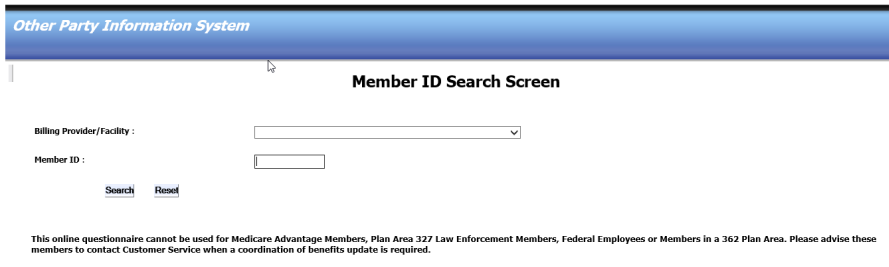 Other Party Information System
Member ID Search Screen
Billing Provider/Facility :
Member ID :
Search Reset
This online questionnaire cannot be used for Medicare Advantage Members, Plan Area 327 Law Enforcement Members, Federal Employees or Members in a 362 Plan Area. Please advise these
members to contact Customer Service when a coordination of benefits update is required.